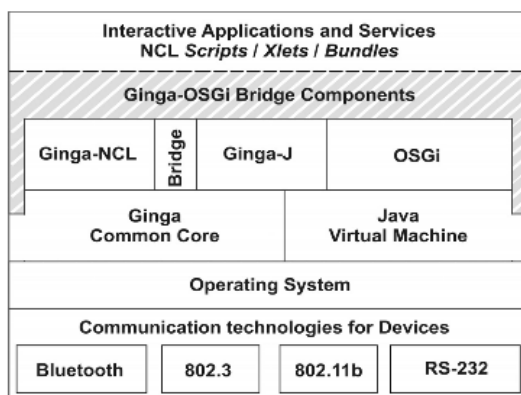 Interactive Applications and Services
NCL Scripts / Xlets / Bundles
Ginga-OSGi Bridge Components
Ginga-NCL
Bridge
Ginga-J
OSGi
Ginga
Common Core
Java
Virtual Machine
Operating System
Communication technologies for Devices
Bluetooth
802.3
802.11b
RS-232